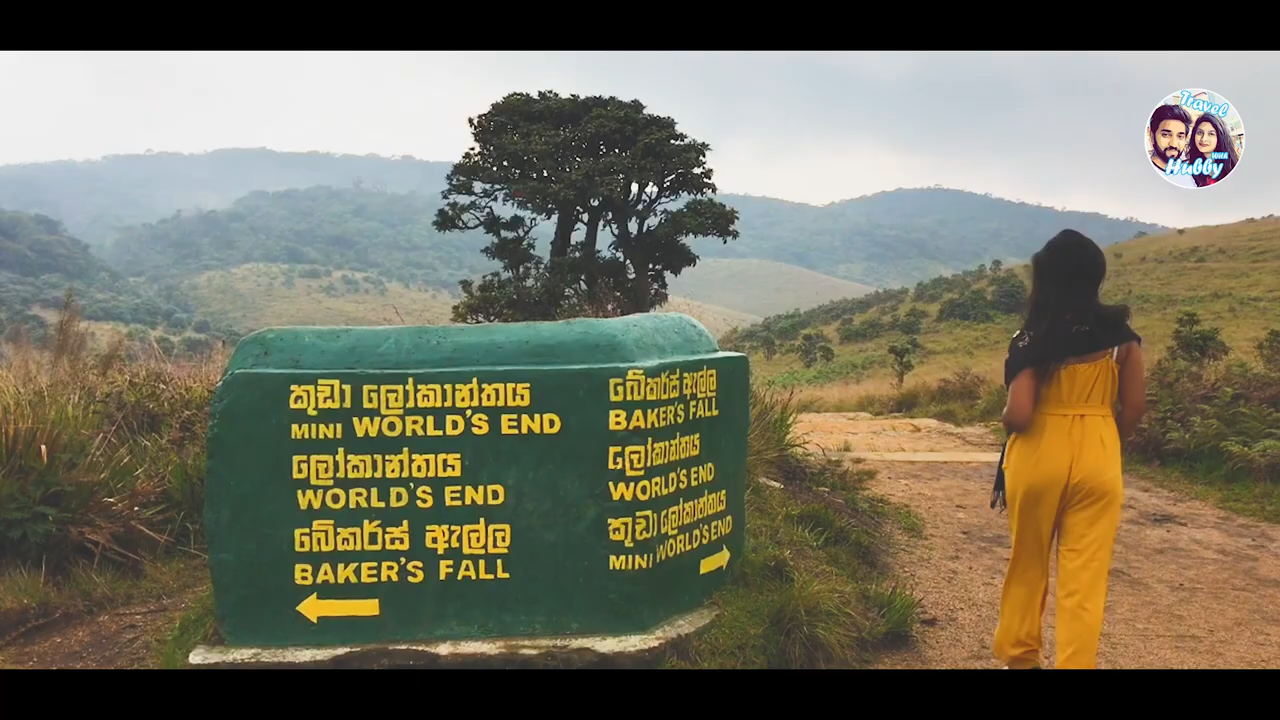 කුඩා ලෝකාන්තය
MINI WORLD'S END
ලෝකාන්තය
WORLD'S END
බේකර්ස් ඇල්ල
BAKER'S FALL
බේකර්ස් ඇල්ල
BAKER'S FALL
ලෝකාන්තය
WORLD'S END
කුඩා ලෝකාන්තය
MINI WORLD'S END
Travel
With
Hubby